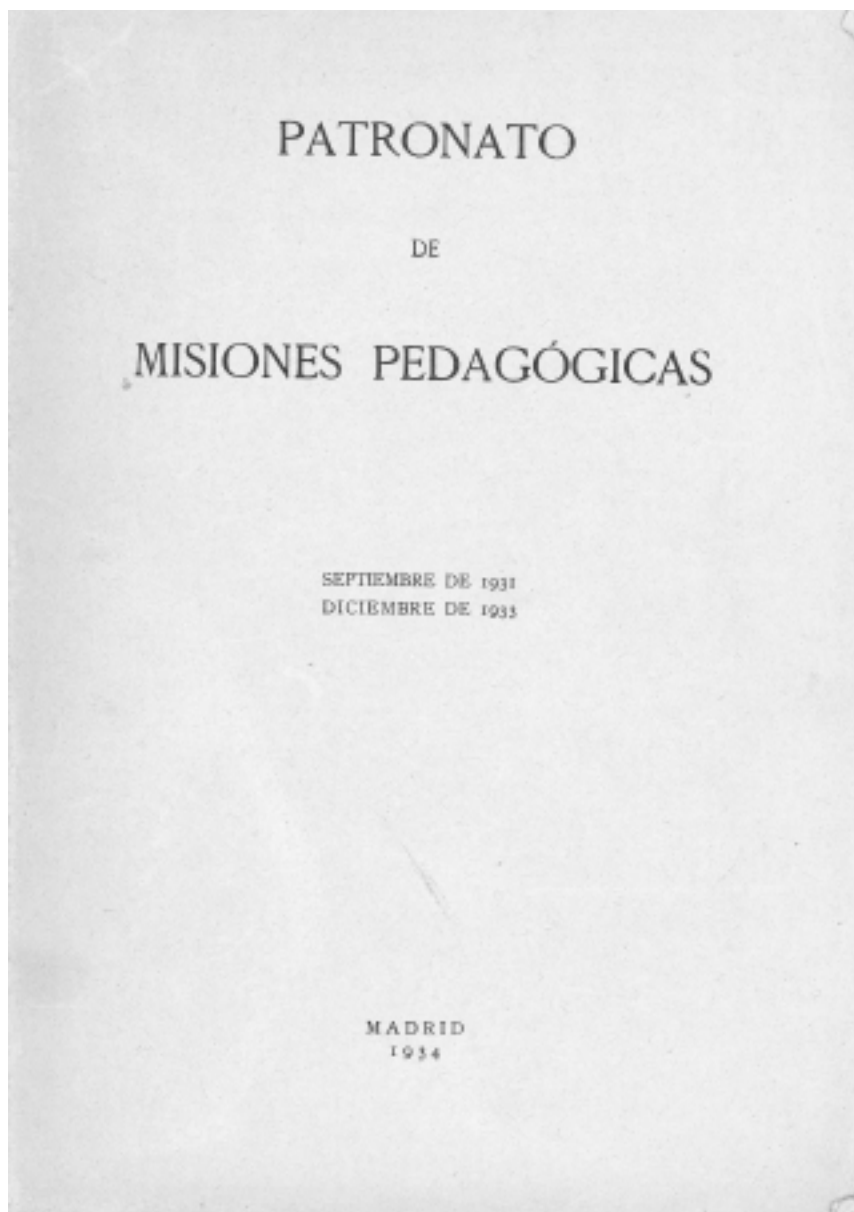 PATRONATO
DE
MISIONES PEDAGÓGICAS
SEPTIEMBRE DE 1931
DICIEMBRE DE 1933
MADRID
1934